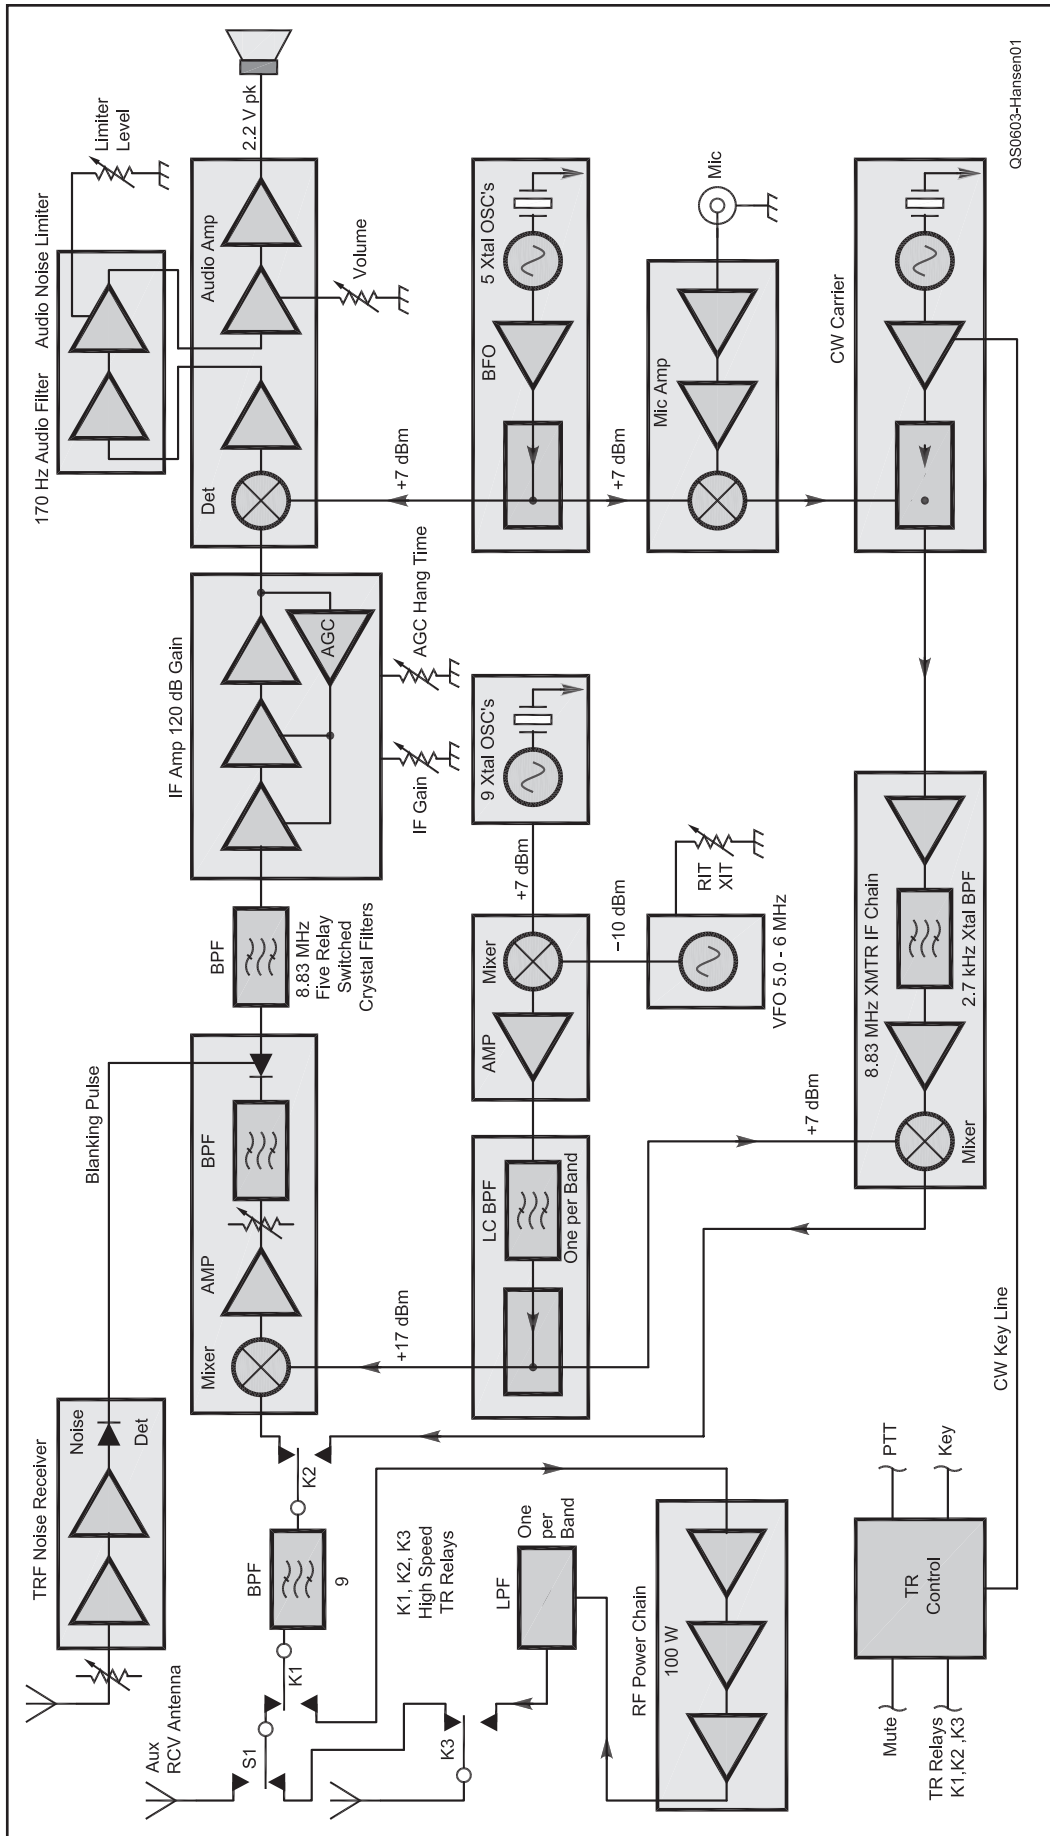 TRF Noise Receiver
Noise
Det
Blanking Pulse
170 Hz Audio Filter
Audio Noise Limiter
Limiter
Level
Aux
RCV Antenna
S1
K1
BPF
9
K2
Mixer
AMP
BPF
BPF
8.83 MHz
Five Relay
Switched
Crystal Filters
IF Amp 120 dB Gain
AGC
IF Gain
AGC Hang Time
Det
Audio Amp
Volume
2.2 V pk
K1, K2, K3
High Speed
TR Relays
K3
LPF
One
per
Band
+17 dBm
LC BPF
One per Band
AMP
Mixer
+7 dBm
9 Xtal OSC's
−10 dBm
VFO 5.0 - 6 MHz
RIT
XIT
+7 dBm
BFO
5 Xtal OSC's
+7 dBm
Mic Amp
Mic
RF Power Chain
100 W
+7 dBm
8.83 MHz XMTR IF Chain
Mixer
2.7 kHz Xtal BPF
CW Carrier
Mute
TR Relays
K1,K2 ,K3
TR
Control
PTT
Key
CW Key Line
QS0603-Hansen01